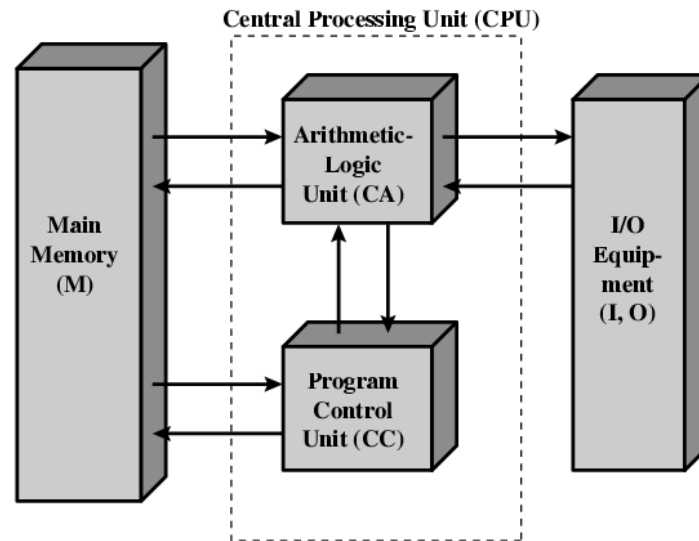 Central Processing Unit (CPU)
Main
Memory
(M)
Arithmetic-
Logic
Unit (CA)
Program
Control
Unit (CC)
I/O
Equip-
ment
(I, O)